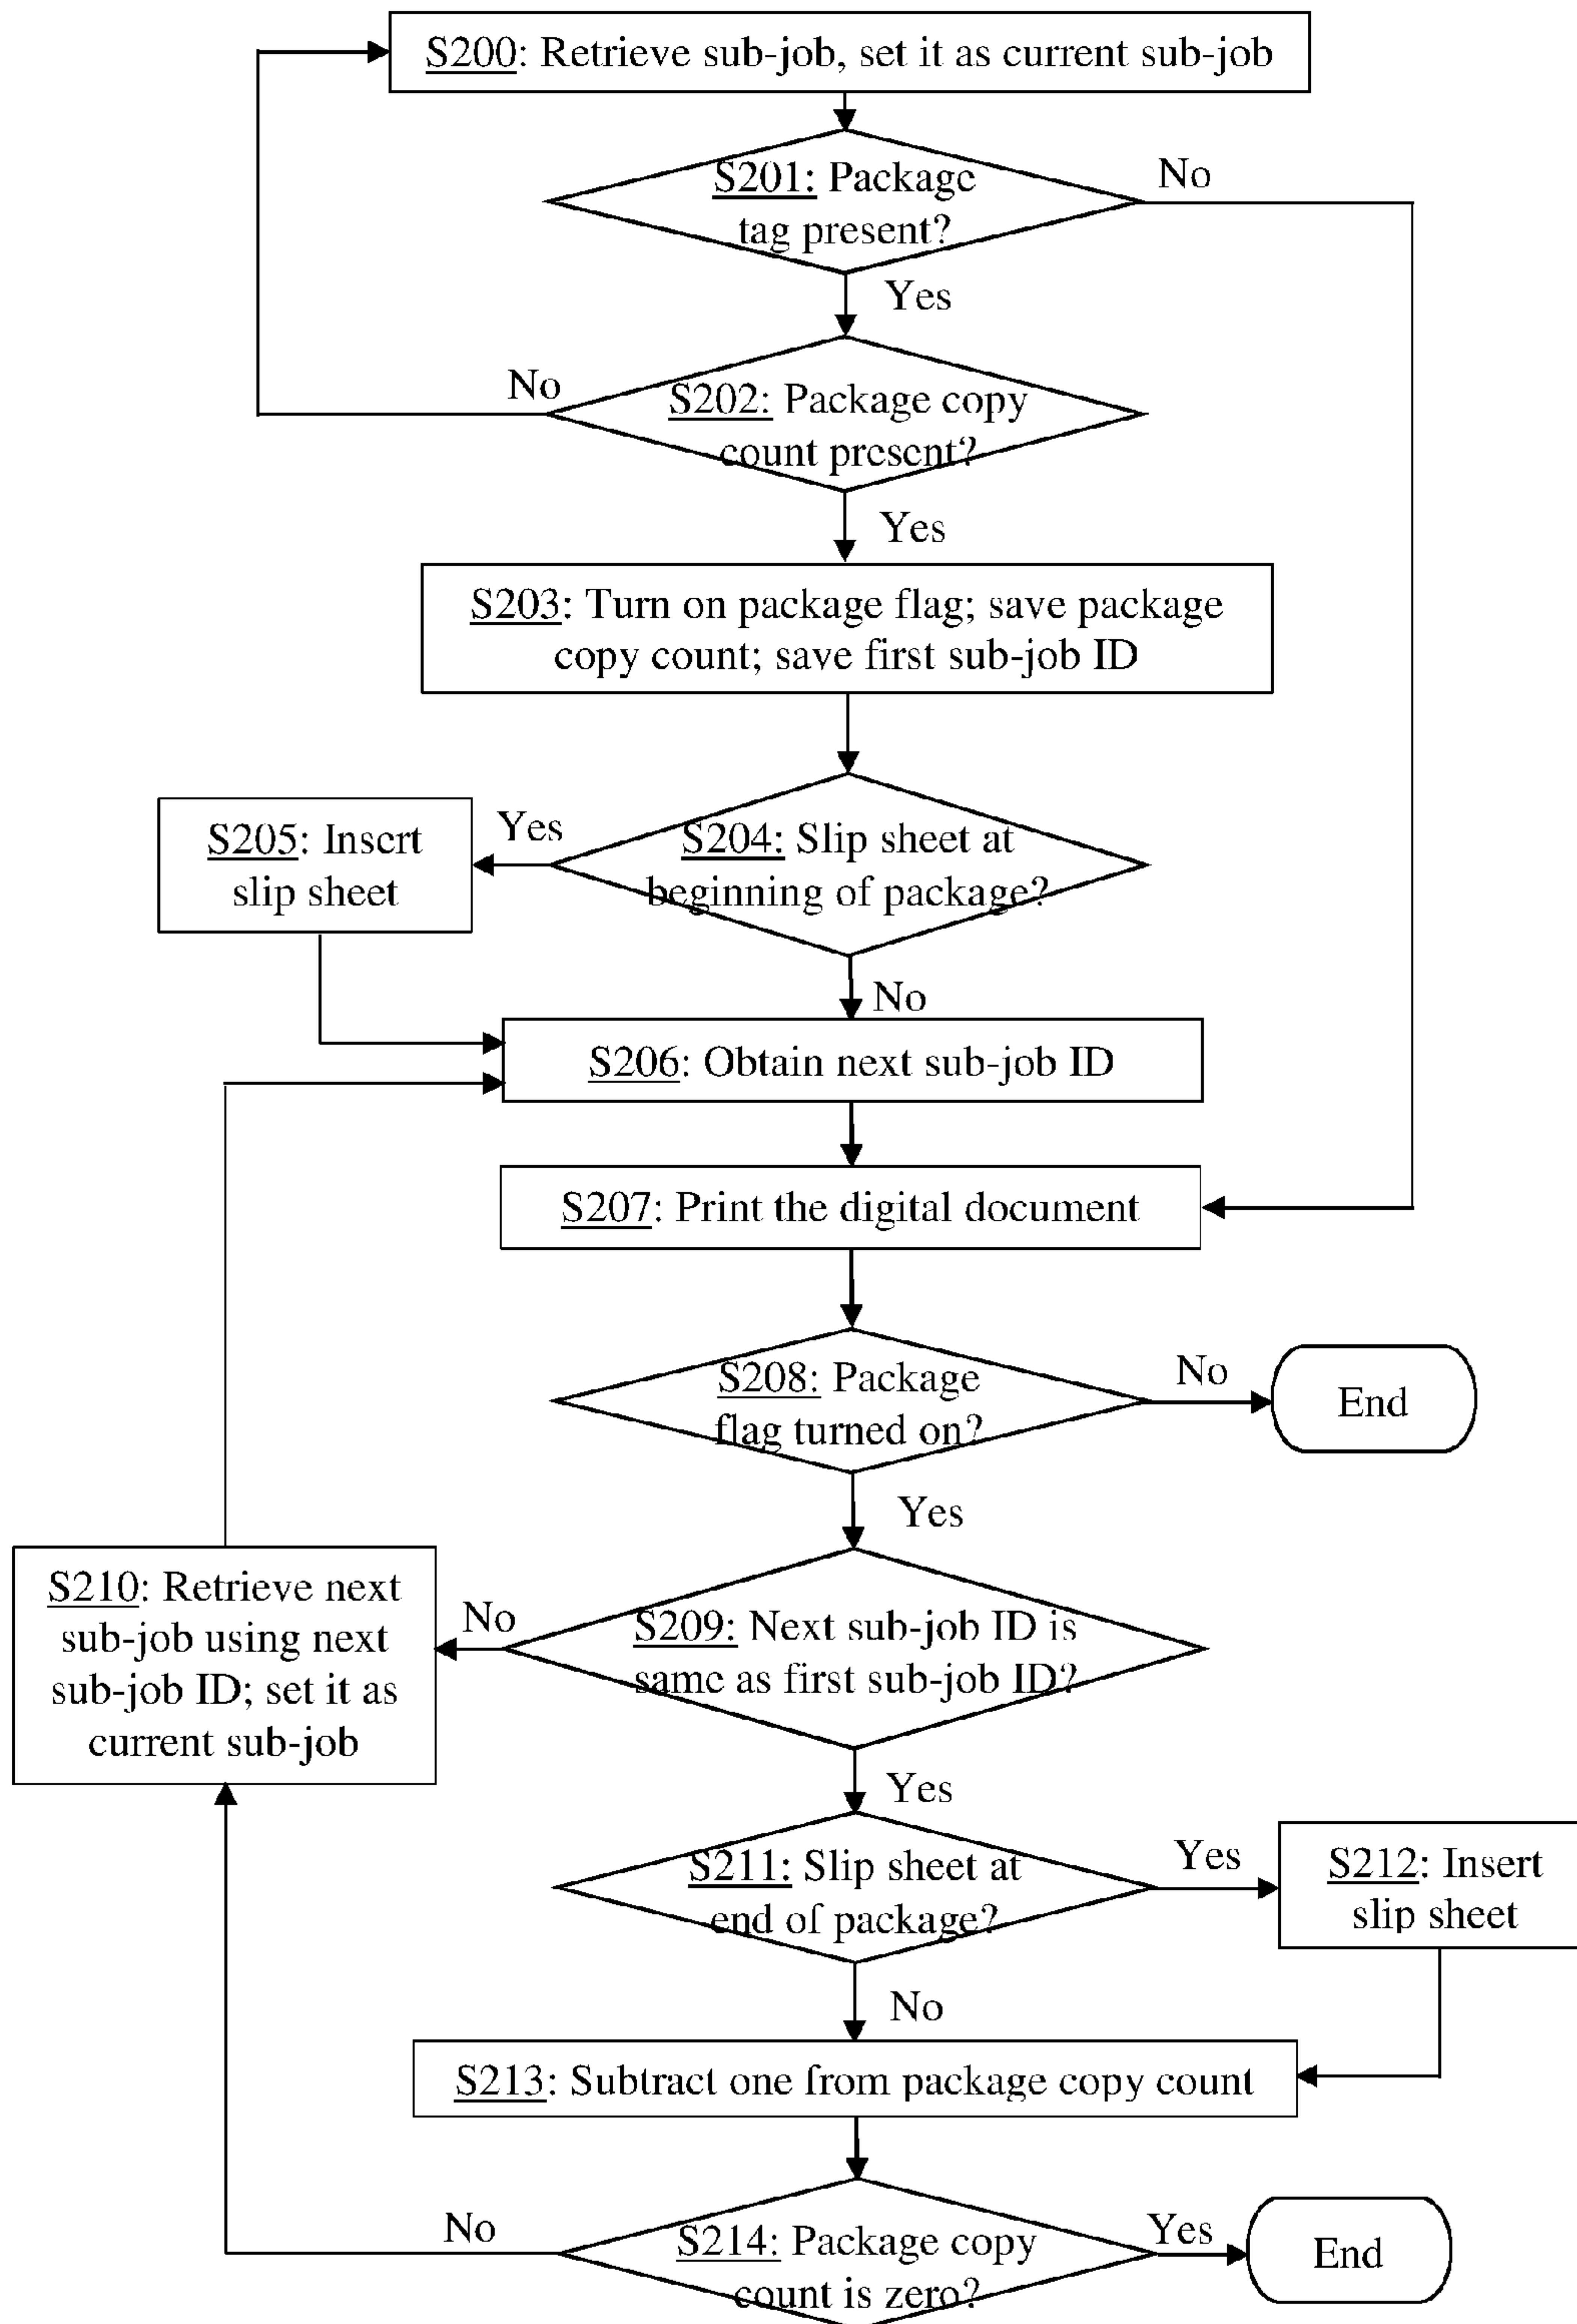 S200: Retrieve sub-job, set it as current sub-job
S201: Package
tag present?
No
Yes
S202: Package copy
count present?
No
Yes
S203: Turn on package flag; save package
copy count; save first sub-job ID
S204: Slip sheet at
beginning of package?
Yes
S205: Insert
slip sheet
No
S206: Obtain next sub-job ID
S207: Print the digital document
S208: Package
flag turned on?
No
End
Yes
S209: Next sub-job ID is
same as first sub-job ID?
No
S210: Retrieve next
sub-job using next
sub-job ID; set it as
current sub-job
Yes
S211: Slip sheet at
end of package?
Yes
S212: Insert
slip sheet
No
S213: Subtract one from package copy count
S214: Package copy
count is zero?
No
Yes
End